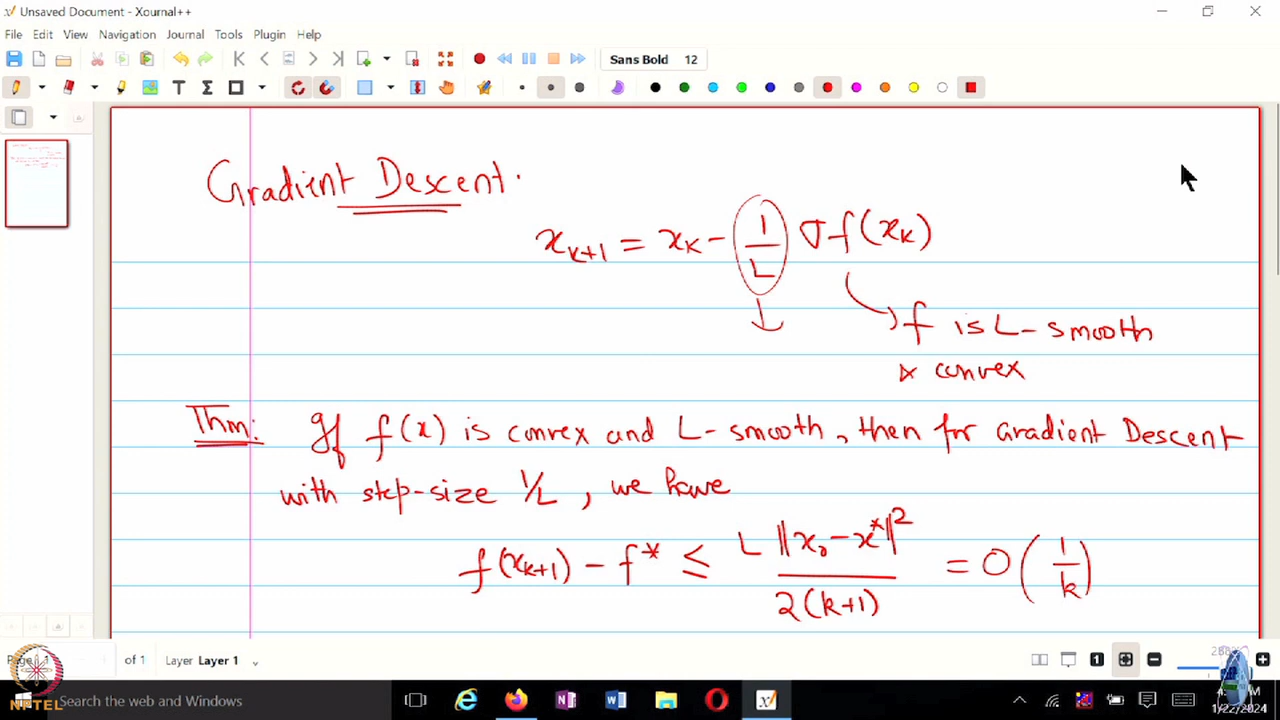 Unsaved Document - Xournal++
File Edit View Navigation Journal Tools Plugin Help
Sans Bold 12
Gradient Descent.
x_{k+1} = x_k - 1/L ∇f(x_k)
f is L-smooth
& convex
Thm: If f(x) is convex and L-smooth, then for Gradient Descent
with step-size 1/L, we have
f(x_{k+1}) - f* ≤ L ||x_0 - x*||² / 2(k+1) = O(1/k)
of 1 Layer Layer 1
NPTEL
Search the web and Windows
1/22/2024